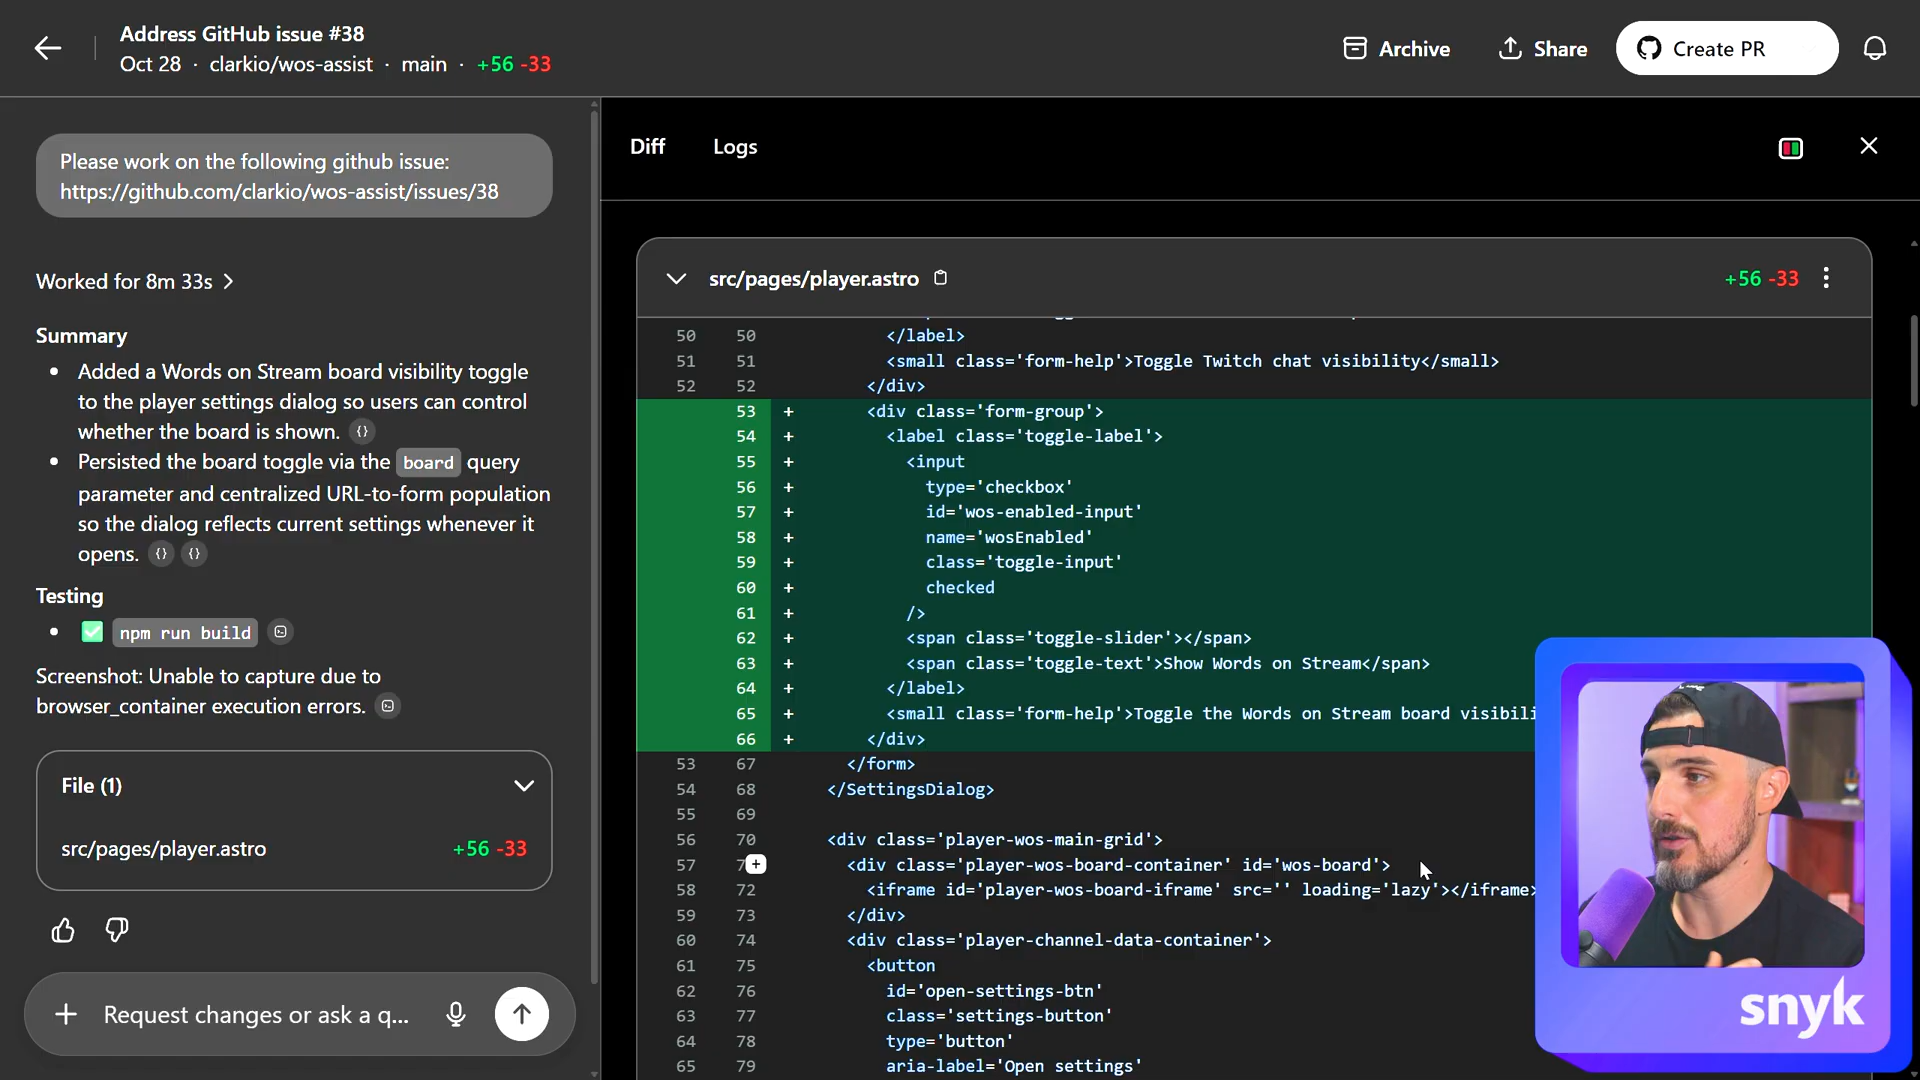 Address GitHub issue #38
Oct 28 · clarkio/wos-assist · main · +56 -33
Archive
Share
Create PR
Please work on the following github issue:
https://github.com/clarkio/wos-assist/issues/38
Worked for 8m 33s >
Summary
• Added a Words on Stream board visibility toggle
to the player settings dialog so users can control
whether the board is shown. {}
• Persisted the board toggle via the board query
parameter and centralized URL-to-form population
so the dialog reflects current settings whenever it
opens. {} {}
Testing
• ✅ npm run build
Screenshot: Unable to capture due to
browser_container execution errors.
File (1)
src/pages/player.astro +56 -33
Request changes or ask a q...
Diff Logs
src/pages/player.astro +56 -33
50 50 </label>
51 51 <small class='form-help'>Toggle Twitch chat visibility</small>
52 52 </div>
53 + <div class='form-group'>
54 + <label class='toggle-label'>
55 + <input
56 + type='checkbox'
57 + id='wos-enabled-input'
58 + name='wosEnabled'
59 + class='toggle-input'
60 + checked
61 + />
62 + <span class='toggle-slider'></span>
63 + <span class='toggle-text'>Show Words on Stream</span>
64 + </label>
65 + <small class='form-help'>Toggle the Words on Stream board visibili
66 + </div>
53 67 </form>
54 68 </SettingsDialog>
55 69
56 70 <div class='player-wos-main-grid'>
57 7 <div class='player-wos-board-container' id='wos-board'>
58 72 <iframe id='player-wos-board-iframe' src='' loading='lazy'></iframe>
59 73 </div>
60 74 <div class='player-channel-data-container'>
61 75 <button
62 76 id='open-settings-btn'
63 77 class='settings-button'
64 78 type='button'
65 79 aria-label='Open settings'
snyk